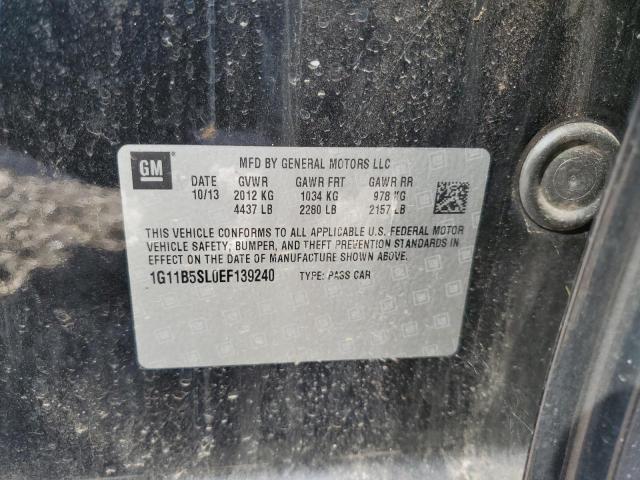 GM
MFD BY GENERAL MOTORS LLC
DATE GVWR GAWR FRT GAWR RR
10/13 2012 KG 1034 KG 978 KG
4437 LB 2280 LB 2157 LB
THIS VEHICLE CONFORMS TO ALL APPLICABLE U.S. FEDERAL MOTOR
VEHICLE SAFETY, BUMPER, AND THEFT PREVENTION STANDARDS IN
EFFECT ON THE DATE OF MANUFACTURE SHOWN ABOVE.
1G11B5SL0EF139240 TYPE: PASS CAR